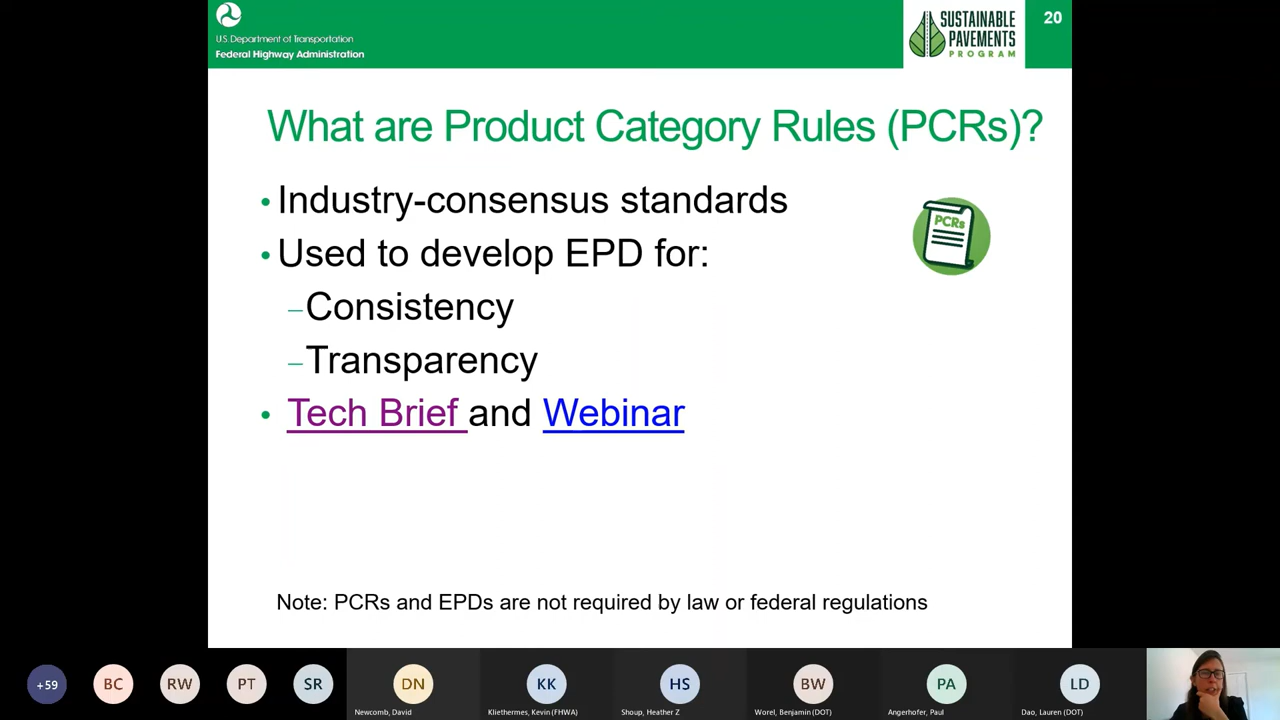 U.S. Department of Transportation
Federal Highway Administration
SUSTAINABLE
PAVEMENTS
PROGRAM
20
What are Product Category Rules (PCRs)?
• Industry-consensus standards
PCRs
• Used to develop EPD for:
–Consistency
–Transparency
• Tech Brief and Webinar
Note: PCRs and EPDs are not required by law or federal regulations
+59 BC RW PT SR DN KK HS BW PA LD
Newcomb, David Kliethermes, Kevin (FHWA) Shoup, Heather Z Worel, Benjamin (DOT) Angerhofer, Paul Dao, Lauren (DOT)